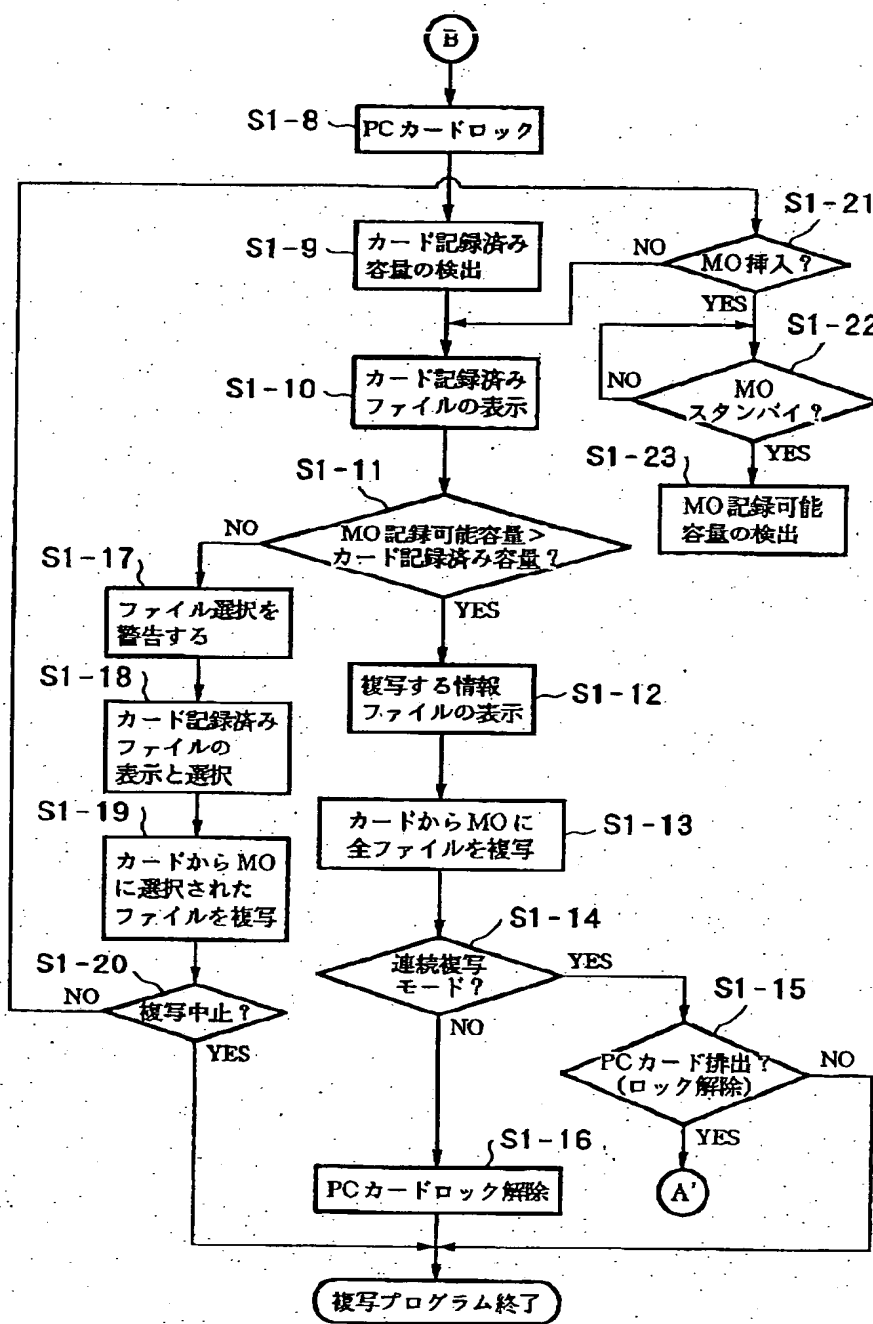 B
S1-8
PCカードロック
S1-21
S1-9
カード記録済み
容量の検出
NO
MO挿入?
YES
S1-22
S1-10
カード記録済み
ファイルの表示
NO
MO
スタンバイ?
YES
S1-23
MO記録可能
容量の検出
S1-11
NO
MO記録可能容量>
カード記録済み容量?
YES
S1-17
ファイル選択を
警告する
S1-12
複写する情報
ファイルの表示
S1-18
カード記録済み
ファイルの
表示と選択
S1-13
カードからMOに
全ファイルを複写
S1-19
カードからMO
に選択された
ファイルを複写
S1-14
連続複写
モード?
YES
NO
S1-20
NO
複写中止?
YES
S1-15
PCカード排出?
(ロック解除)
NO
YES
A'
S1-16
PCカードロック解除
複写プログラム終了